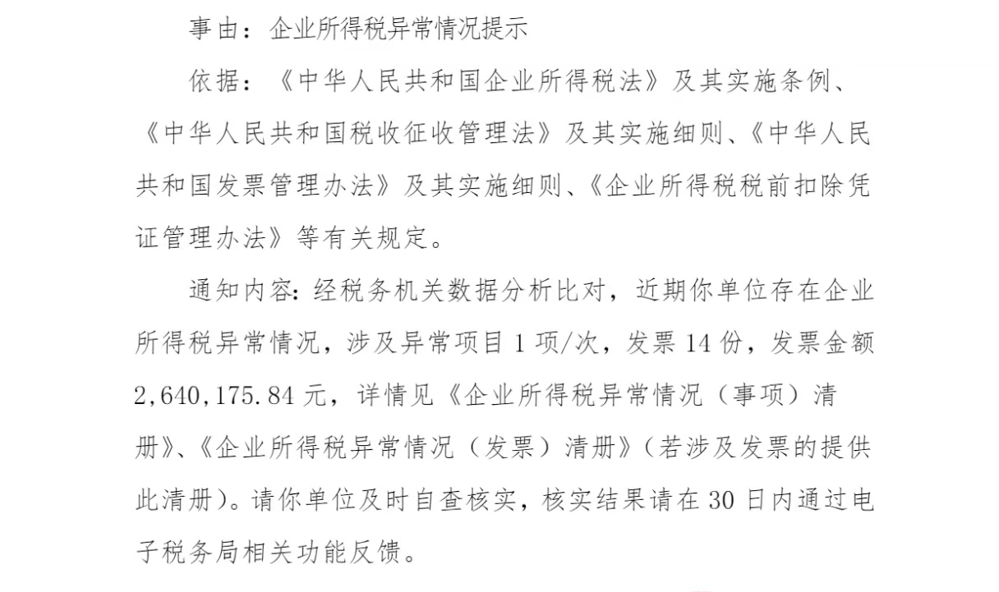 事由：企业所得税异常情况提示
依据：《中华人民共和国企业所得税法》及其实施条例、
《中华人民共和国税收征收管理法》及其实施细则、《中华人民
共和国发票管理办法》及其实施细则、《企业所得税税前扣除凭
证管理办法》等有关规定。
通知内容：经税务机关数据分析比对，近期你单位存在企业
所得税异常情况，涉及异常项目1项/次，发票14份，发票金额
2,640,175.84元，详情见《企业所得税异常情况（事项）清
册》、《企业所得税异常情况（发票）清册》（若涉及发票的提供
此清册）。请你单位及时自查核实，核实结果请在30日内通过电
子税务局相关功能反馈。